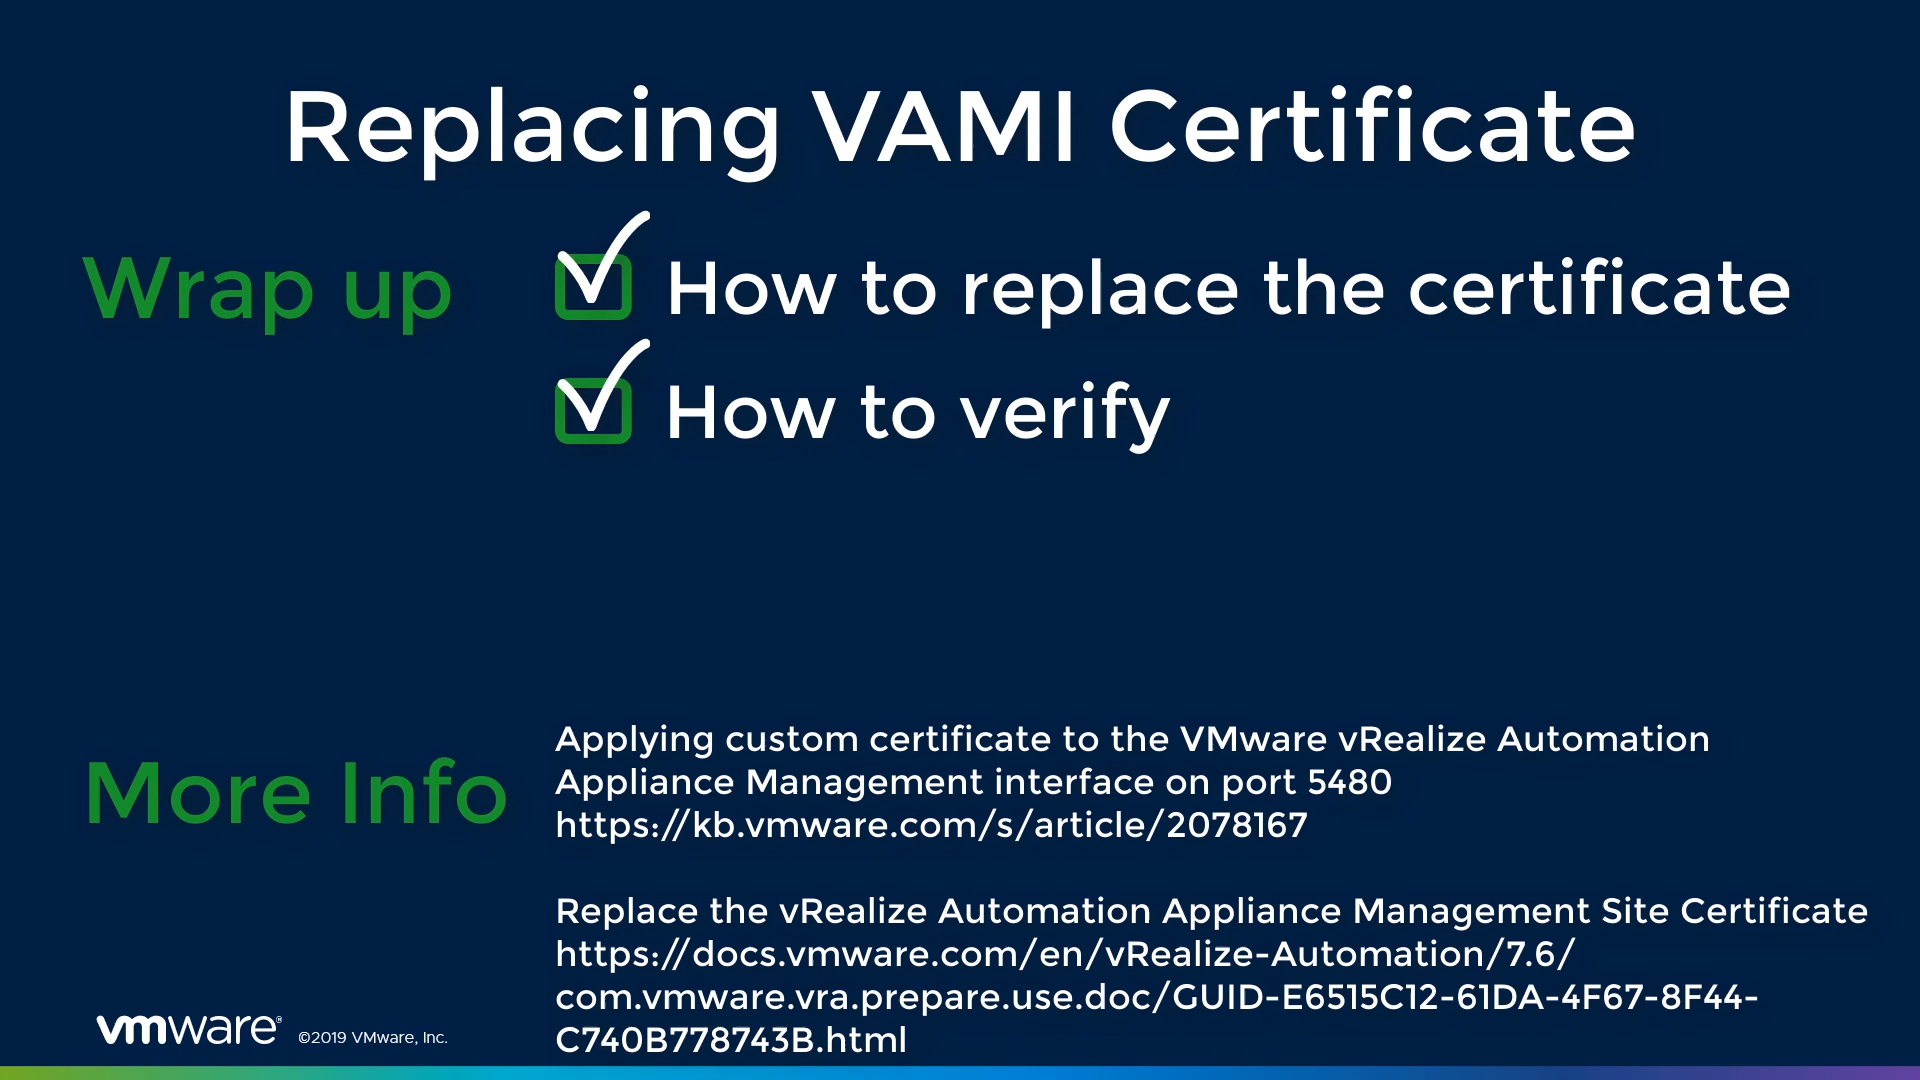 Replacing VAMI Certificate
Wrap up
How to replace the certificate
How to verify
More Info
Applying custom certificate to the VMware vRealize Automation
Appliance Management interface on port 5480
https://kb.vmware.com/s/article/2078167
Replace the vRealize Automation Appliance Management Site Certificate
https://docs.vmware.com/en/vRealize-Automation/7.6/
com.vmware.vra.prepare.use.doc/GUID-E6515C12-61DA-4F67-8F44-
C740B778743B.html
vmware® ©2019 VMware, Inc.